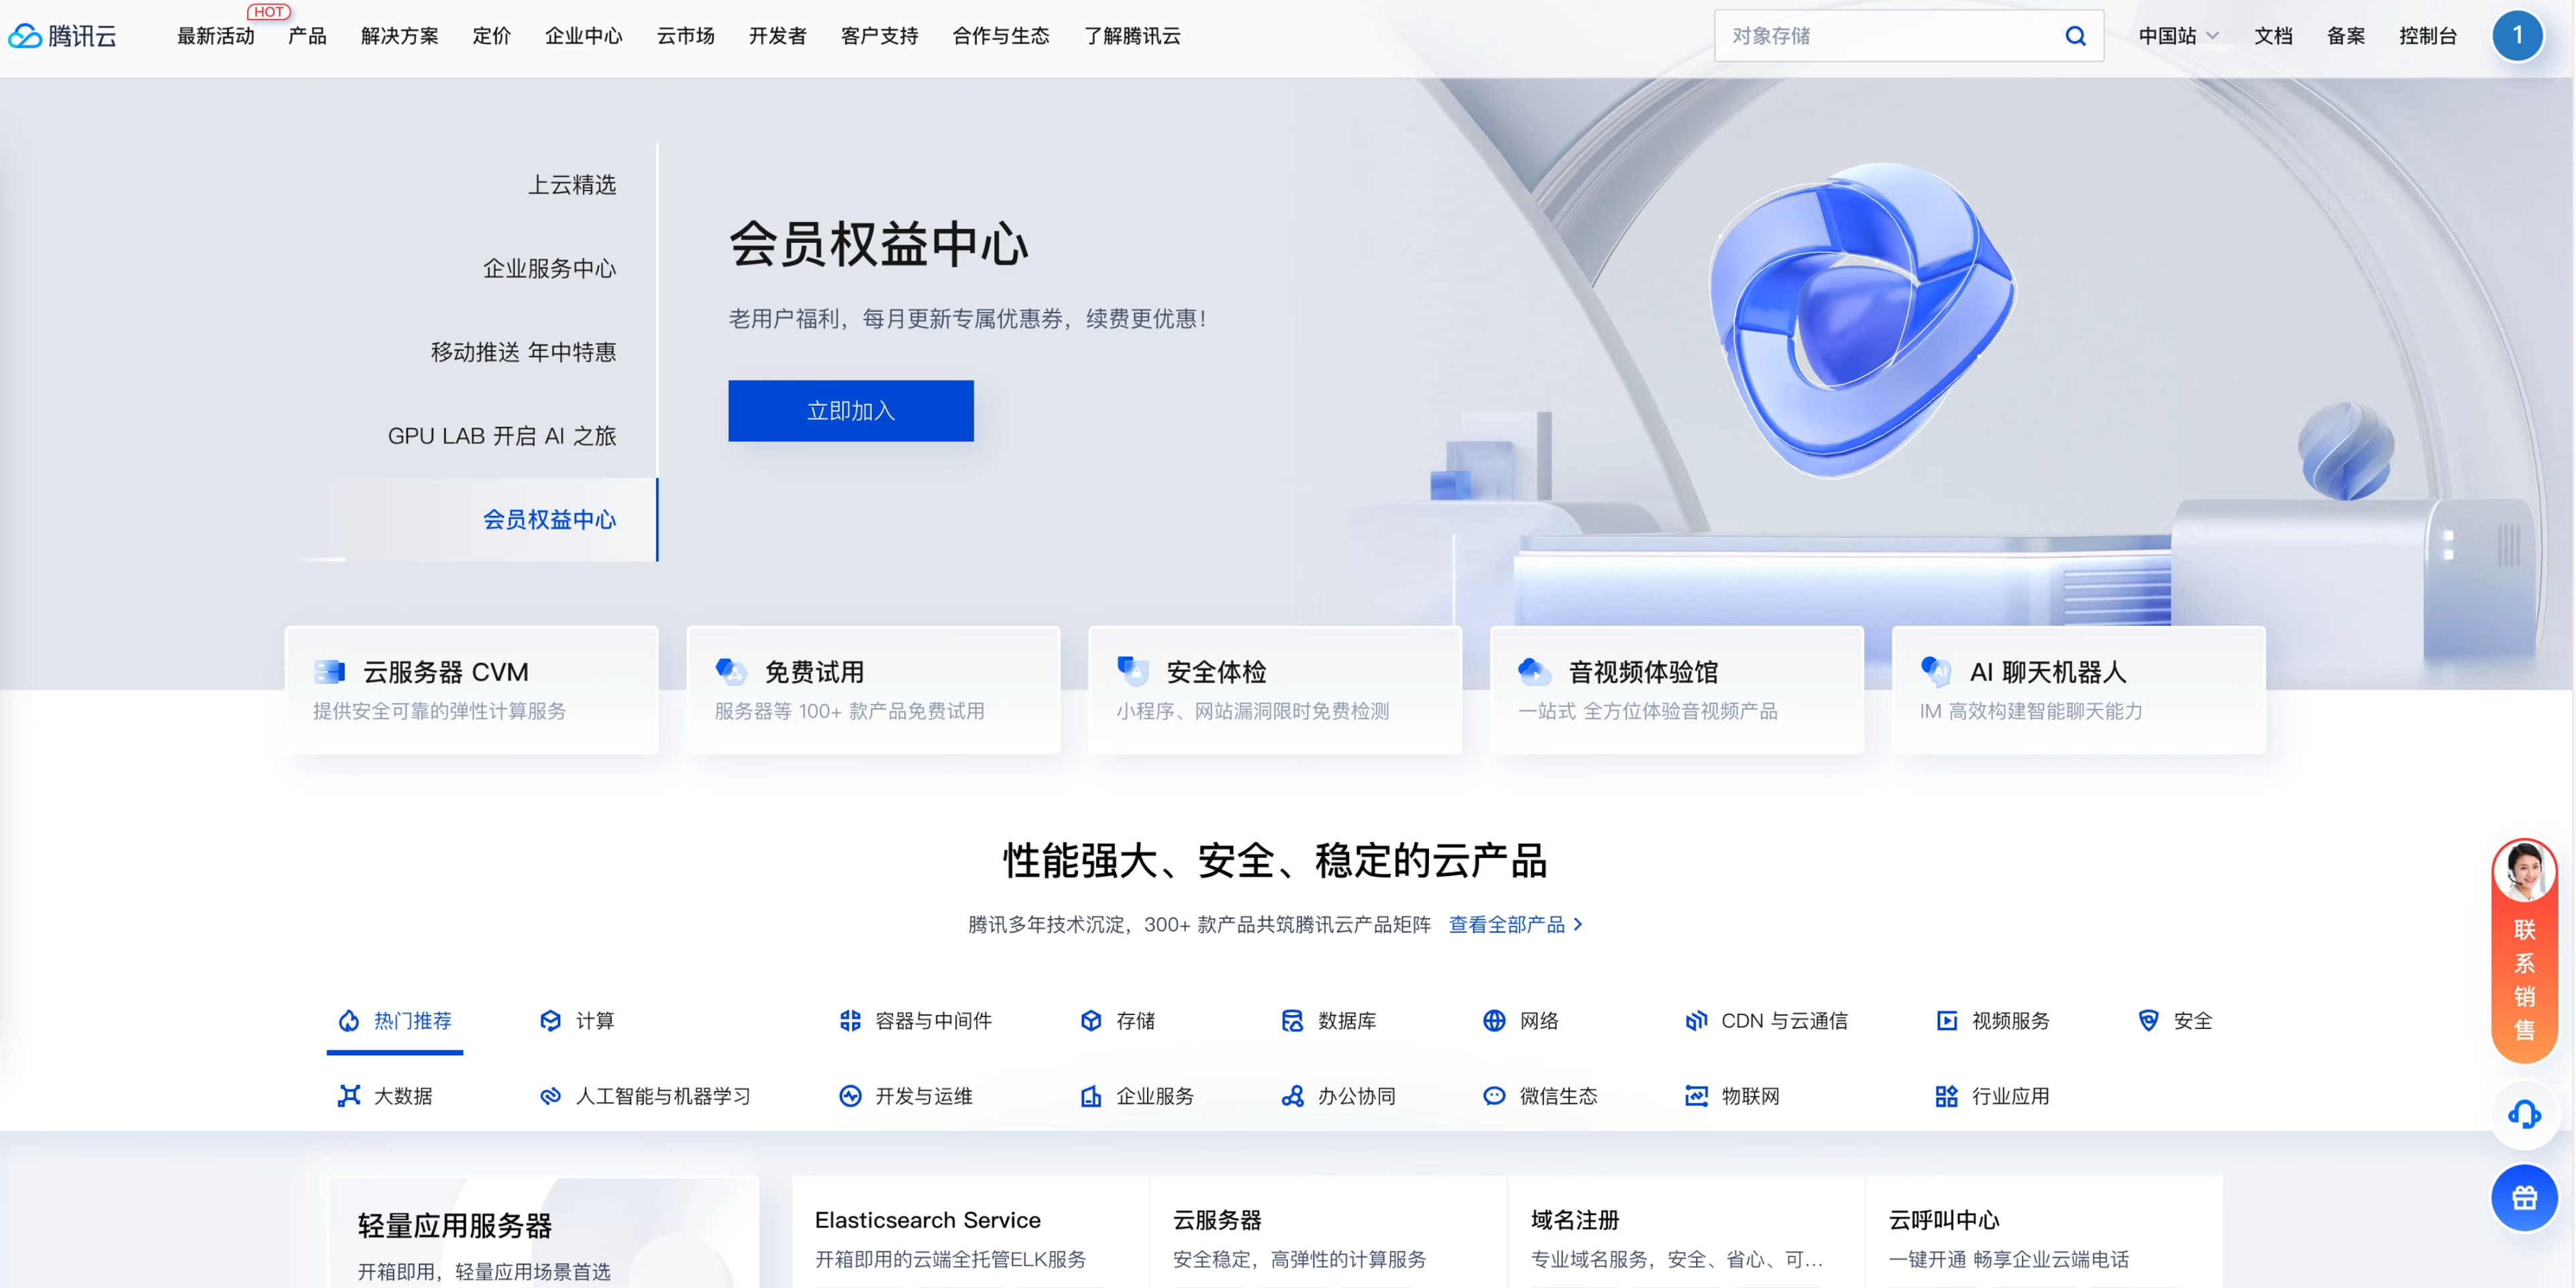 腾讯云
最新活动 HOT 产品 解决方案 定价 企业中心 云市场 开发者 客户支持 合作与生态 了解腾讯云 对象存储 中国站 文档 备案 控制台 1
上云精选
企业服务中心
移动推送 年中特惠
GPU LAB 开启 AI 之旅
会员权益中心
会员权益中心
老用户福利，每月更新专属优惠券，续费更优惠！
立即加入
云服务器 CVM
提供安全可靠的弹性计算服务
免费试用
服务器等 100+ 款产品免费试用
安全体检
小程序、网站漏洞限时免费检测
音视频体验馆
一站式 全方位体验音视频产品
AI 聊天机器人
IM 高效构建智能聊天能力
性能强大、安全、稳定的云产品
腾讯多年技术沉淀，300+ 款产品共筑腾讯云产品矩阵 查看全部产品
热门推荐 计算 容器与中间件 存储 数据库 网络 CDN 与云通信 视频服务 安全
大数据 人工智能与机器学习 开发与运维 企业服务 办公协同 微信生态 物联网 行业应用
轻量应用服务器
开箱即用，轻量应用场景首选
Elasticsearch Service
开箱即用的云端全托管ELK服务
云服务器
安全稳定，高弹性的计算服务
域名注册
专业域名服务，安全、省心、可...
云呼叫中心
一键开通 畅享企业云端电话
联
系
销
售